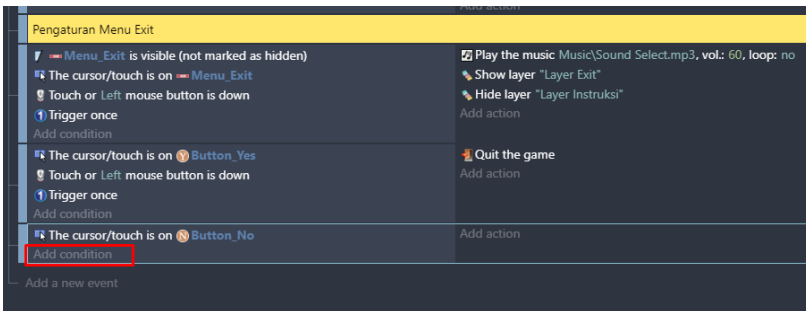 Add action
Pengaturan Menu Exit
Menu_Exit is visible (not marked as hidden)
The cursor/touch is on Menu_Exit
Touch or Left mouse button is down
Trigger once
Add condition
Play the music Music\Sound Select.mp3, vol.: 60, loop: no
Show layer "Layer Exit"
Hide layer "Layer Instruksi"
Add action
The cursor/touch is on Y Button_Yes
Touch or Left mouse button is down
Trigger once
Add condition
Quit the game
Add action
The cursor/touch is on N Button_No
Add condition
Add action
Add a new event